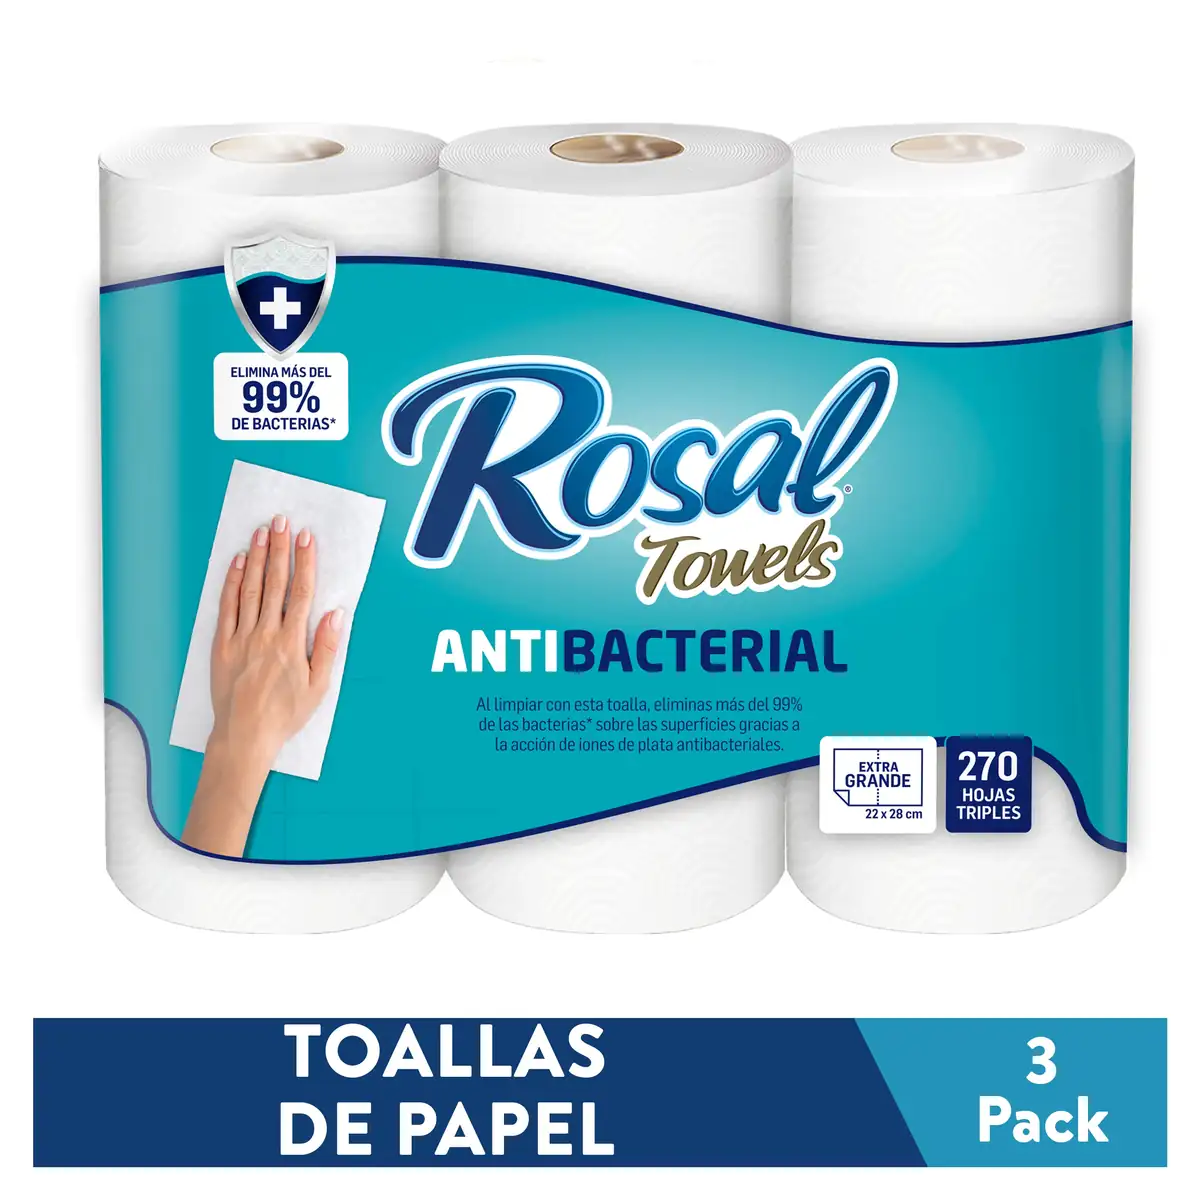 ELIMINA MÁS DEL
99%
DE BACTERIAS*
Rosal®
Towels
ANTIBACTERIAL
Al limpiar con esta toalla, eliminas más del 99%
de las bacterias* sobre las superficies gracias a
la acción de iones de plata antibacteriales.
EXTRA
GRANDE
22 x 28 cm
270
HOJAS
TRIPLES
TOALLAS
DE PAPEL
3
Pack